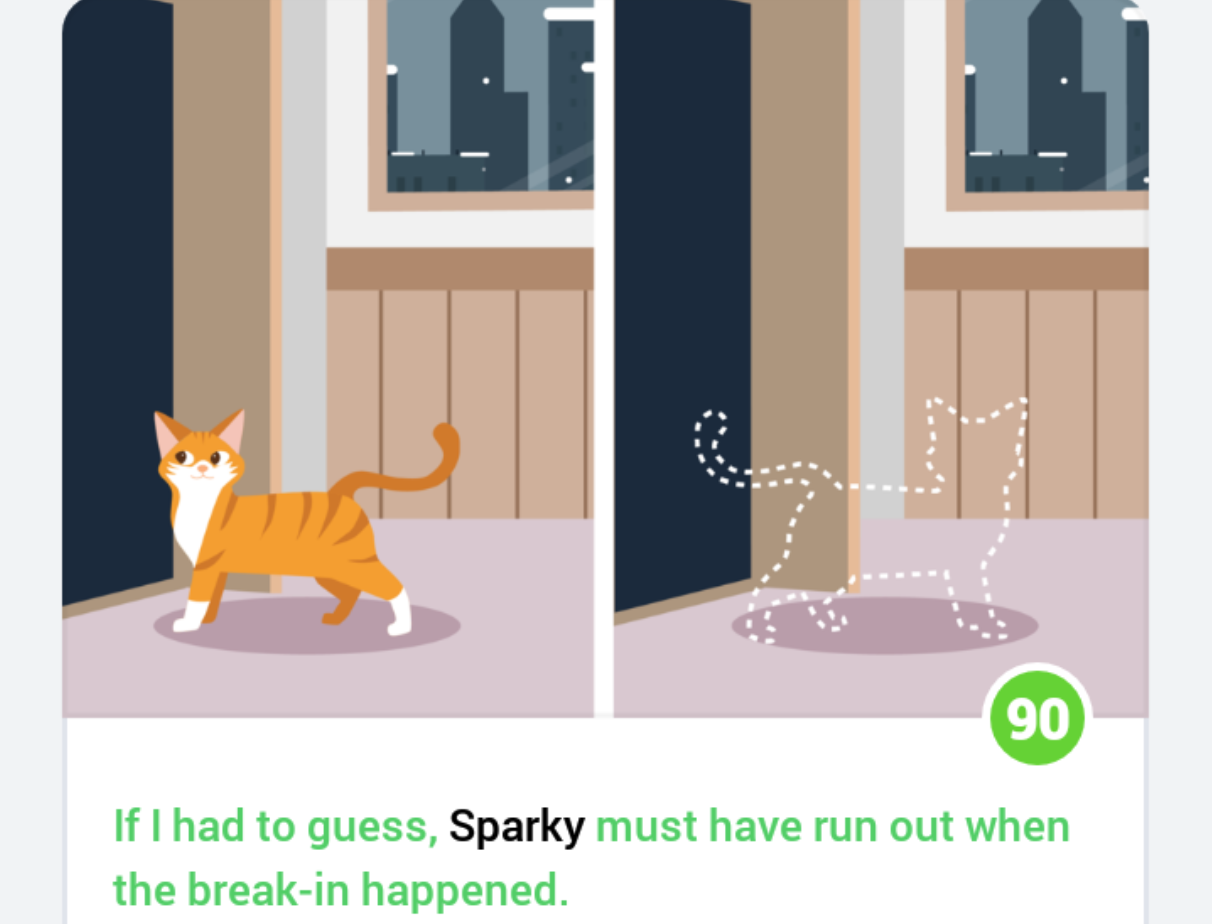 90
If I had to guess, Sparky must have run out when
the break-in happened.